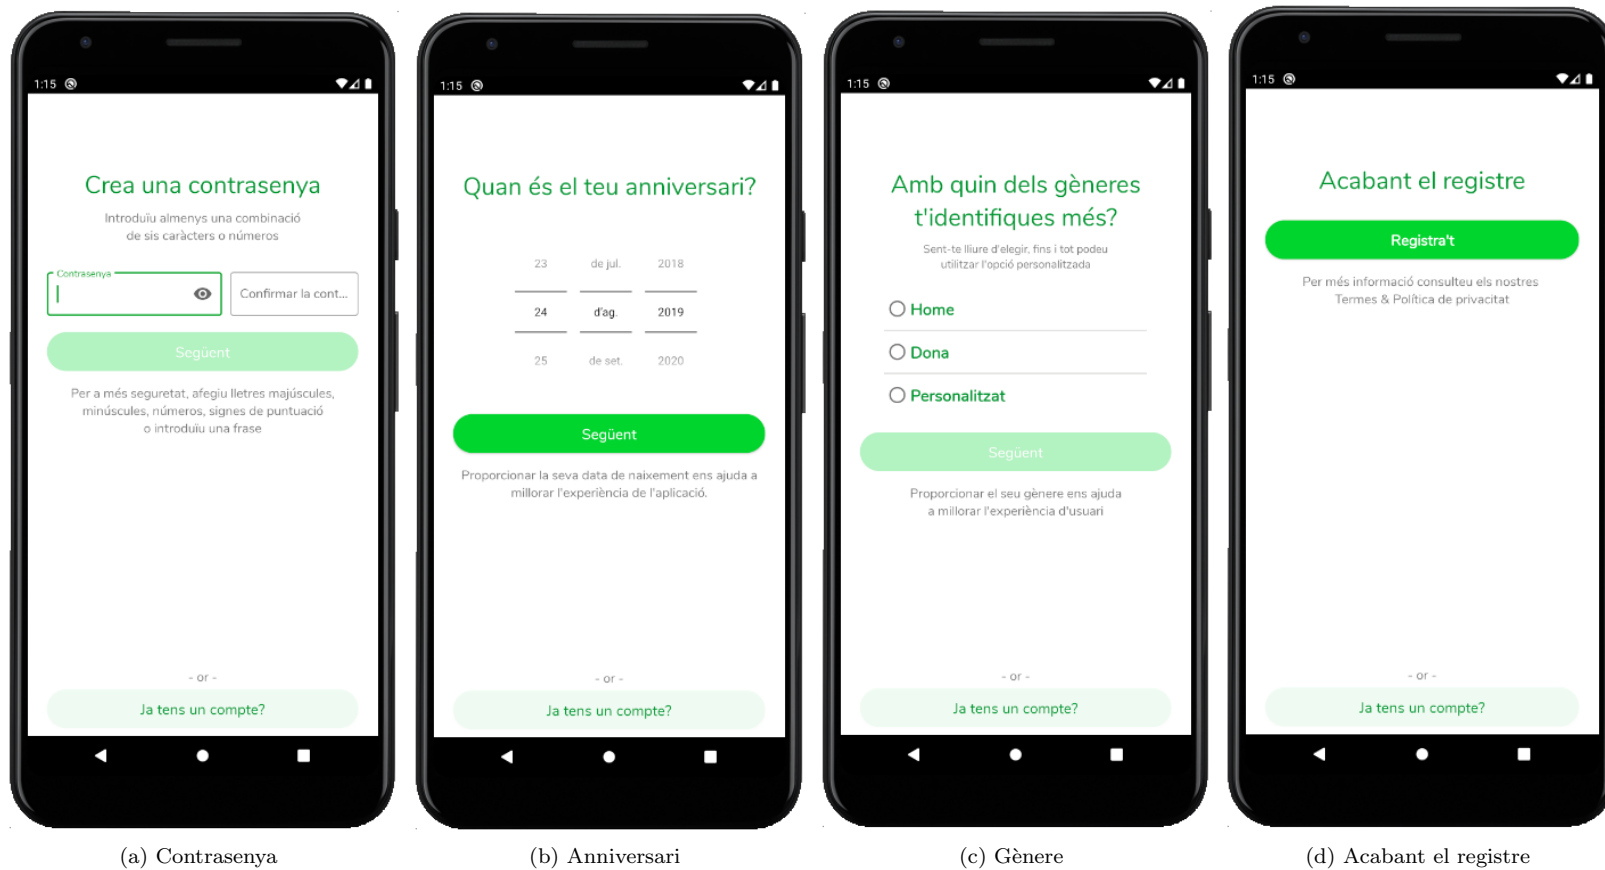 1:15
Crea una contrasenya
Introduïu almenys una combinació
de sis caràcters o números
Contrasenya
Confirmar la cont...
Següent
Per a més seguretat, afegiu lletres majúscules,
minúscules, números, signes de puntuació
o introduïu una frase
- or -
Ja tens un compte?
(a) Contrasenya
1:15
Quan és el teu anniversari?
23 de jul. 2018
24 d'ag. 2019
25 de set. 2020
Següent
Proporcionar la seva data de naixement ens ajuda a
millorar l'experiència de l'aplicació.
- or -
Ja tens un compte?
(b) Anniversari
1:15
Amb quin dels gèneres
t'identifiques més?
Sent-te lliure d'elegir, fins i tot podeu
utilitzar l'opció personalitzada
Home
Dona
Personalitzat
Següent
Proporcionar el seu gènere ens ajuda
a millorar l'experiència d'usuari
- or -
Ja tens un compte?
(c) Gènere
1:15
Acabant el registre
Registra't
Per més informació consulteu els nostres
Termes & Política de privacitat
- or -
Ja tens un compte?
(d) Acabant el registre